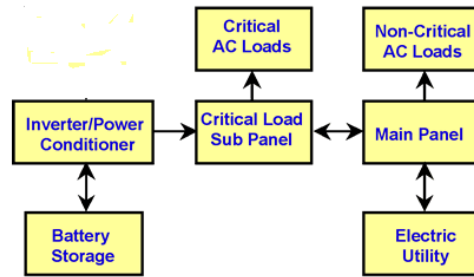 Critical
AC Loads
Non-Critical
AC Loads
Inverter/Power
Conditioner
Critical Load
Sub Panel
Main Panel
Battery
Storage
Electric
Utility